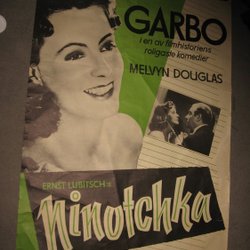 GARBO
i en av filmhistoriens
roligaste komedier
MELVYN DOUGLAS
ERNST LUBITSCH's
Ninotchka